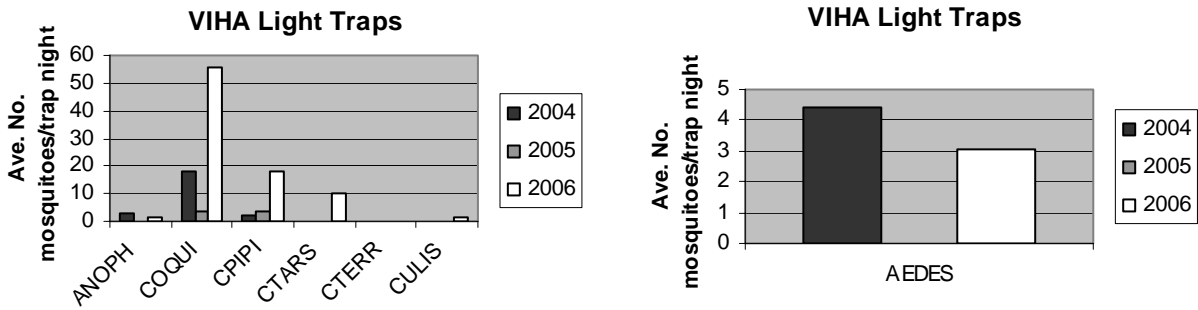 VIHA Light Traps
Ave. No.
mosquitoes/trap night
60
50
40
30
20
10
0
ANOPH
COQUI
CPIPI
CTARS
CTERR
CULIS
2004
2005
2006
VIHA Light Traps
Ave. No.
mosquitoes/trap night
5
4
3
2
1
0
AEDES
2004
2005
2006